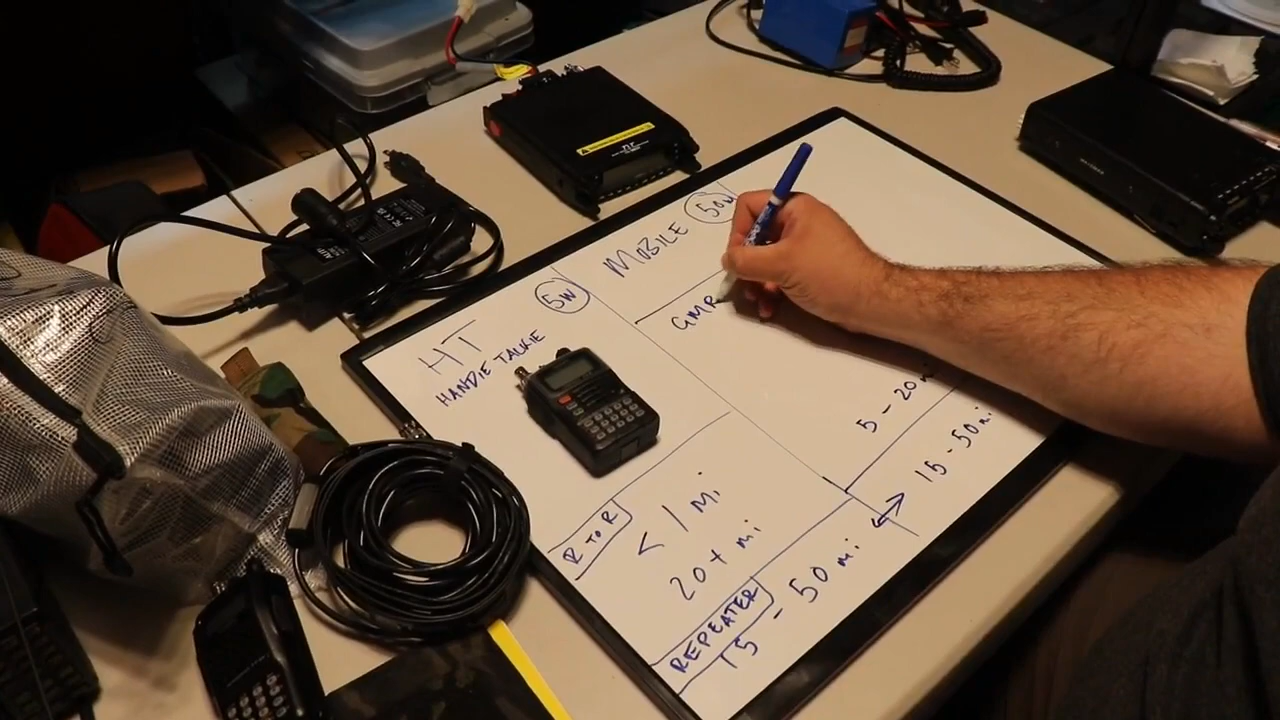 HT
5W
HANDIE TALKIE
MOBILE
50W
GMR
R TO R
< 1 Mi
20+ mi
5 - 20
REPEATER
15 - 50 mi
15 - 50 mi